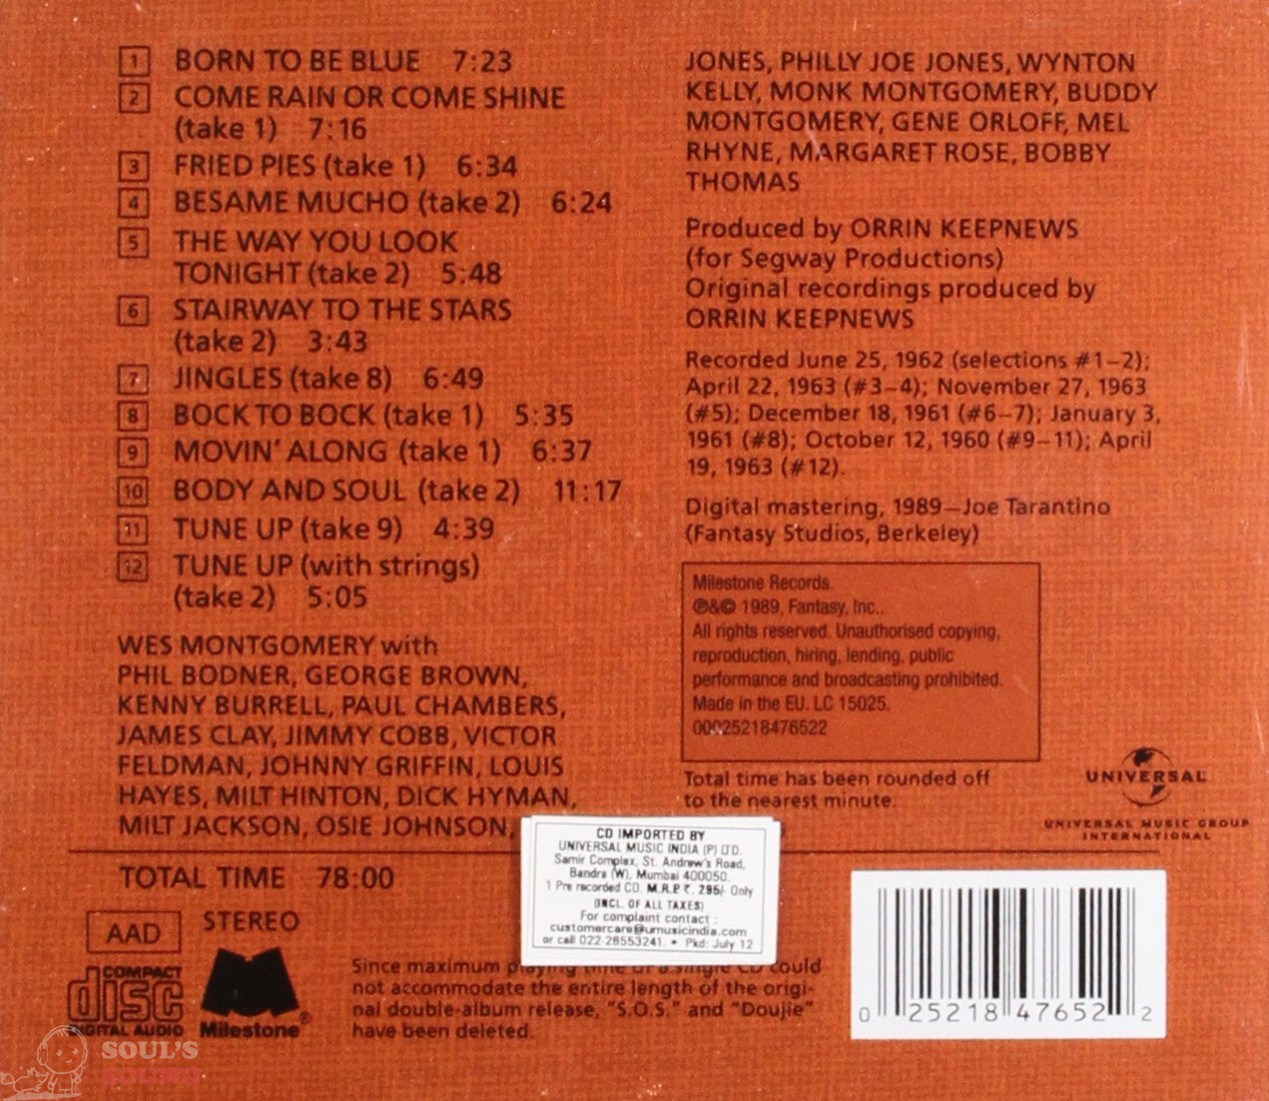 1 BORN TO BE BLUE 7:23
2 COME RAIN OR COME SHINE
(take 1) 7:16
3 FRIED PIES (take 1) 6:34
4 BESAME MUCHO (take 2) 6:24
5 THE WAY YOU LOOK
TONIGHT (take 2) 5:48
6 STAIRWAY TO THE STARS
(take 2) 3:43
7 JINGLES (take 8) 6:49
8 BOCK TO BOCK (take 1) 5:35
9 MOVIN' ALONG (take 1) 6:37
10 BODY AND SOUL (take 2) 11:17
11 TUNE UP (take 9) 4:39
12 TUNE UP (with strings)
(take 2) 5:05
WES MONTGOMERY with
PHIL BODNER, GEORGE BROWN,
KENNY BURRELL, PAUL CHAMBERS,
JAMES CLAY, JIMMY COBB, VICTOR
FELDMAN, JOHNNY GRIFFIN, LOUIS
HAYES, MILT HINTON, DICK HYMAN,
MILT JACKSON, OSIE JOHNSON,
JONES, PHILLY JOE JONES, WYNTON
KELLY, MONK MONTGOMERY, BUDDY
MONTGOMERY, GENE ORLOFF, MEL
RHYNE, MARGARET ROSE, BOBBY
THOMAS
Produced by ORRIN KEEPNEWS
(for Segway Productions)
Original recordings produced by
ORRIN KEEPNEWS
Recorded June 25, 1962 (selections #1–2);
April 22, 1963 (#3–4); November 27, 1963
(#5); December 18, 1961 (#6–7); January 3,
1961 (#8); October 12, 1960 (#9–11); April
19, 1963 (#12).
Digital mastering, 1989—Joe Tarantino
(Fantasy Studios, Berkeley)
Milestone Records.
℗&© 1989, Fantasy, Inc..
All rights reserved. Unauthorised copying,
reproduction, hiring, lending, public
performance and broadcasting prohibited.
Made in the EU. LC 15025.
00025218476522
Total time has been rounded off
to the nearest minute.
UNIVERSAL
UNIVERSAL MUSIC GROUP
INTERNATIONAL
CD IMPORTED BY
UNIVERSAL MUSIC INDIA (P) LTD.
Samir Complex, St. Andrew's Road,
Bandra (W), Mumbai 400050.
1 Pre recorded CD. M.R.P ₹. 295/- Only
(INCL. OF ALL TAXES)
For complaint contact :
customercare@umusicindia.com
or call 022-28553241. • Pkd: July 12
TOTAL TIME 78:00
AAD STEREO
COMPACT
disc
DIGITAL AUDIO
Milestone®
Since maximum playing time of a single CD could
not accommodate the entire length of the origi-
nal double-album release, "S.O.S." and "Doujie"
have been deleted.
0 25218 47652 2
SOUL'S
SOUND